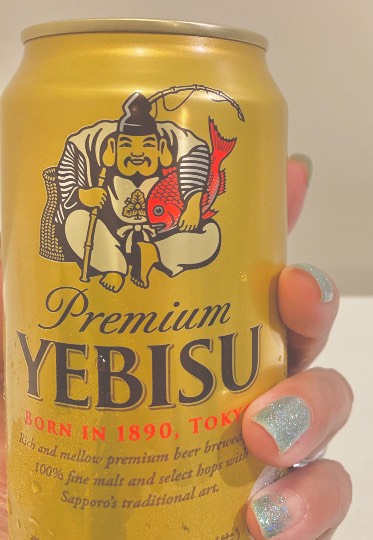 Premium
YEBISU
BORN IN 1890, TOKY
Rich and mellow premium beer brewed
100% fine malt and select hops with
Sapporo's traditional art.